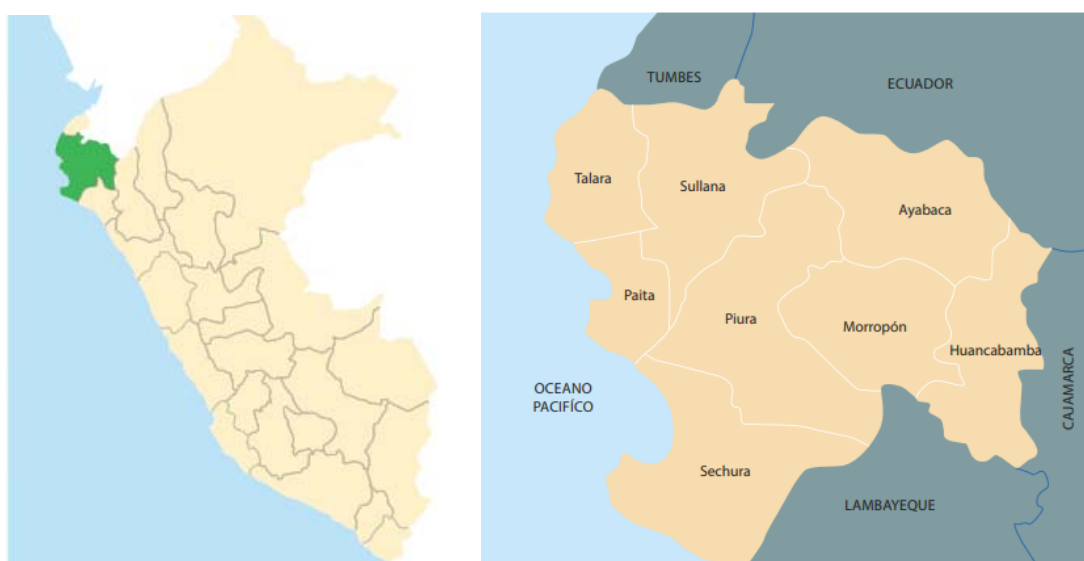 TUMBES
ECUADOR
Talara
Sullana
Ayabaca
Paita
Piura
Morropón
Huancabamba
OCEANO
PACIFÍCO
CAJAMARCA
Sechura
LAMBAYEQUE